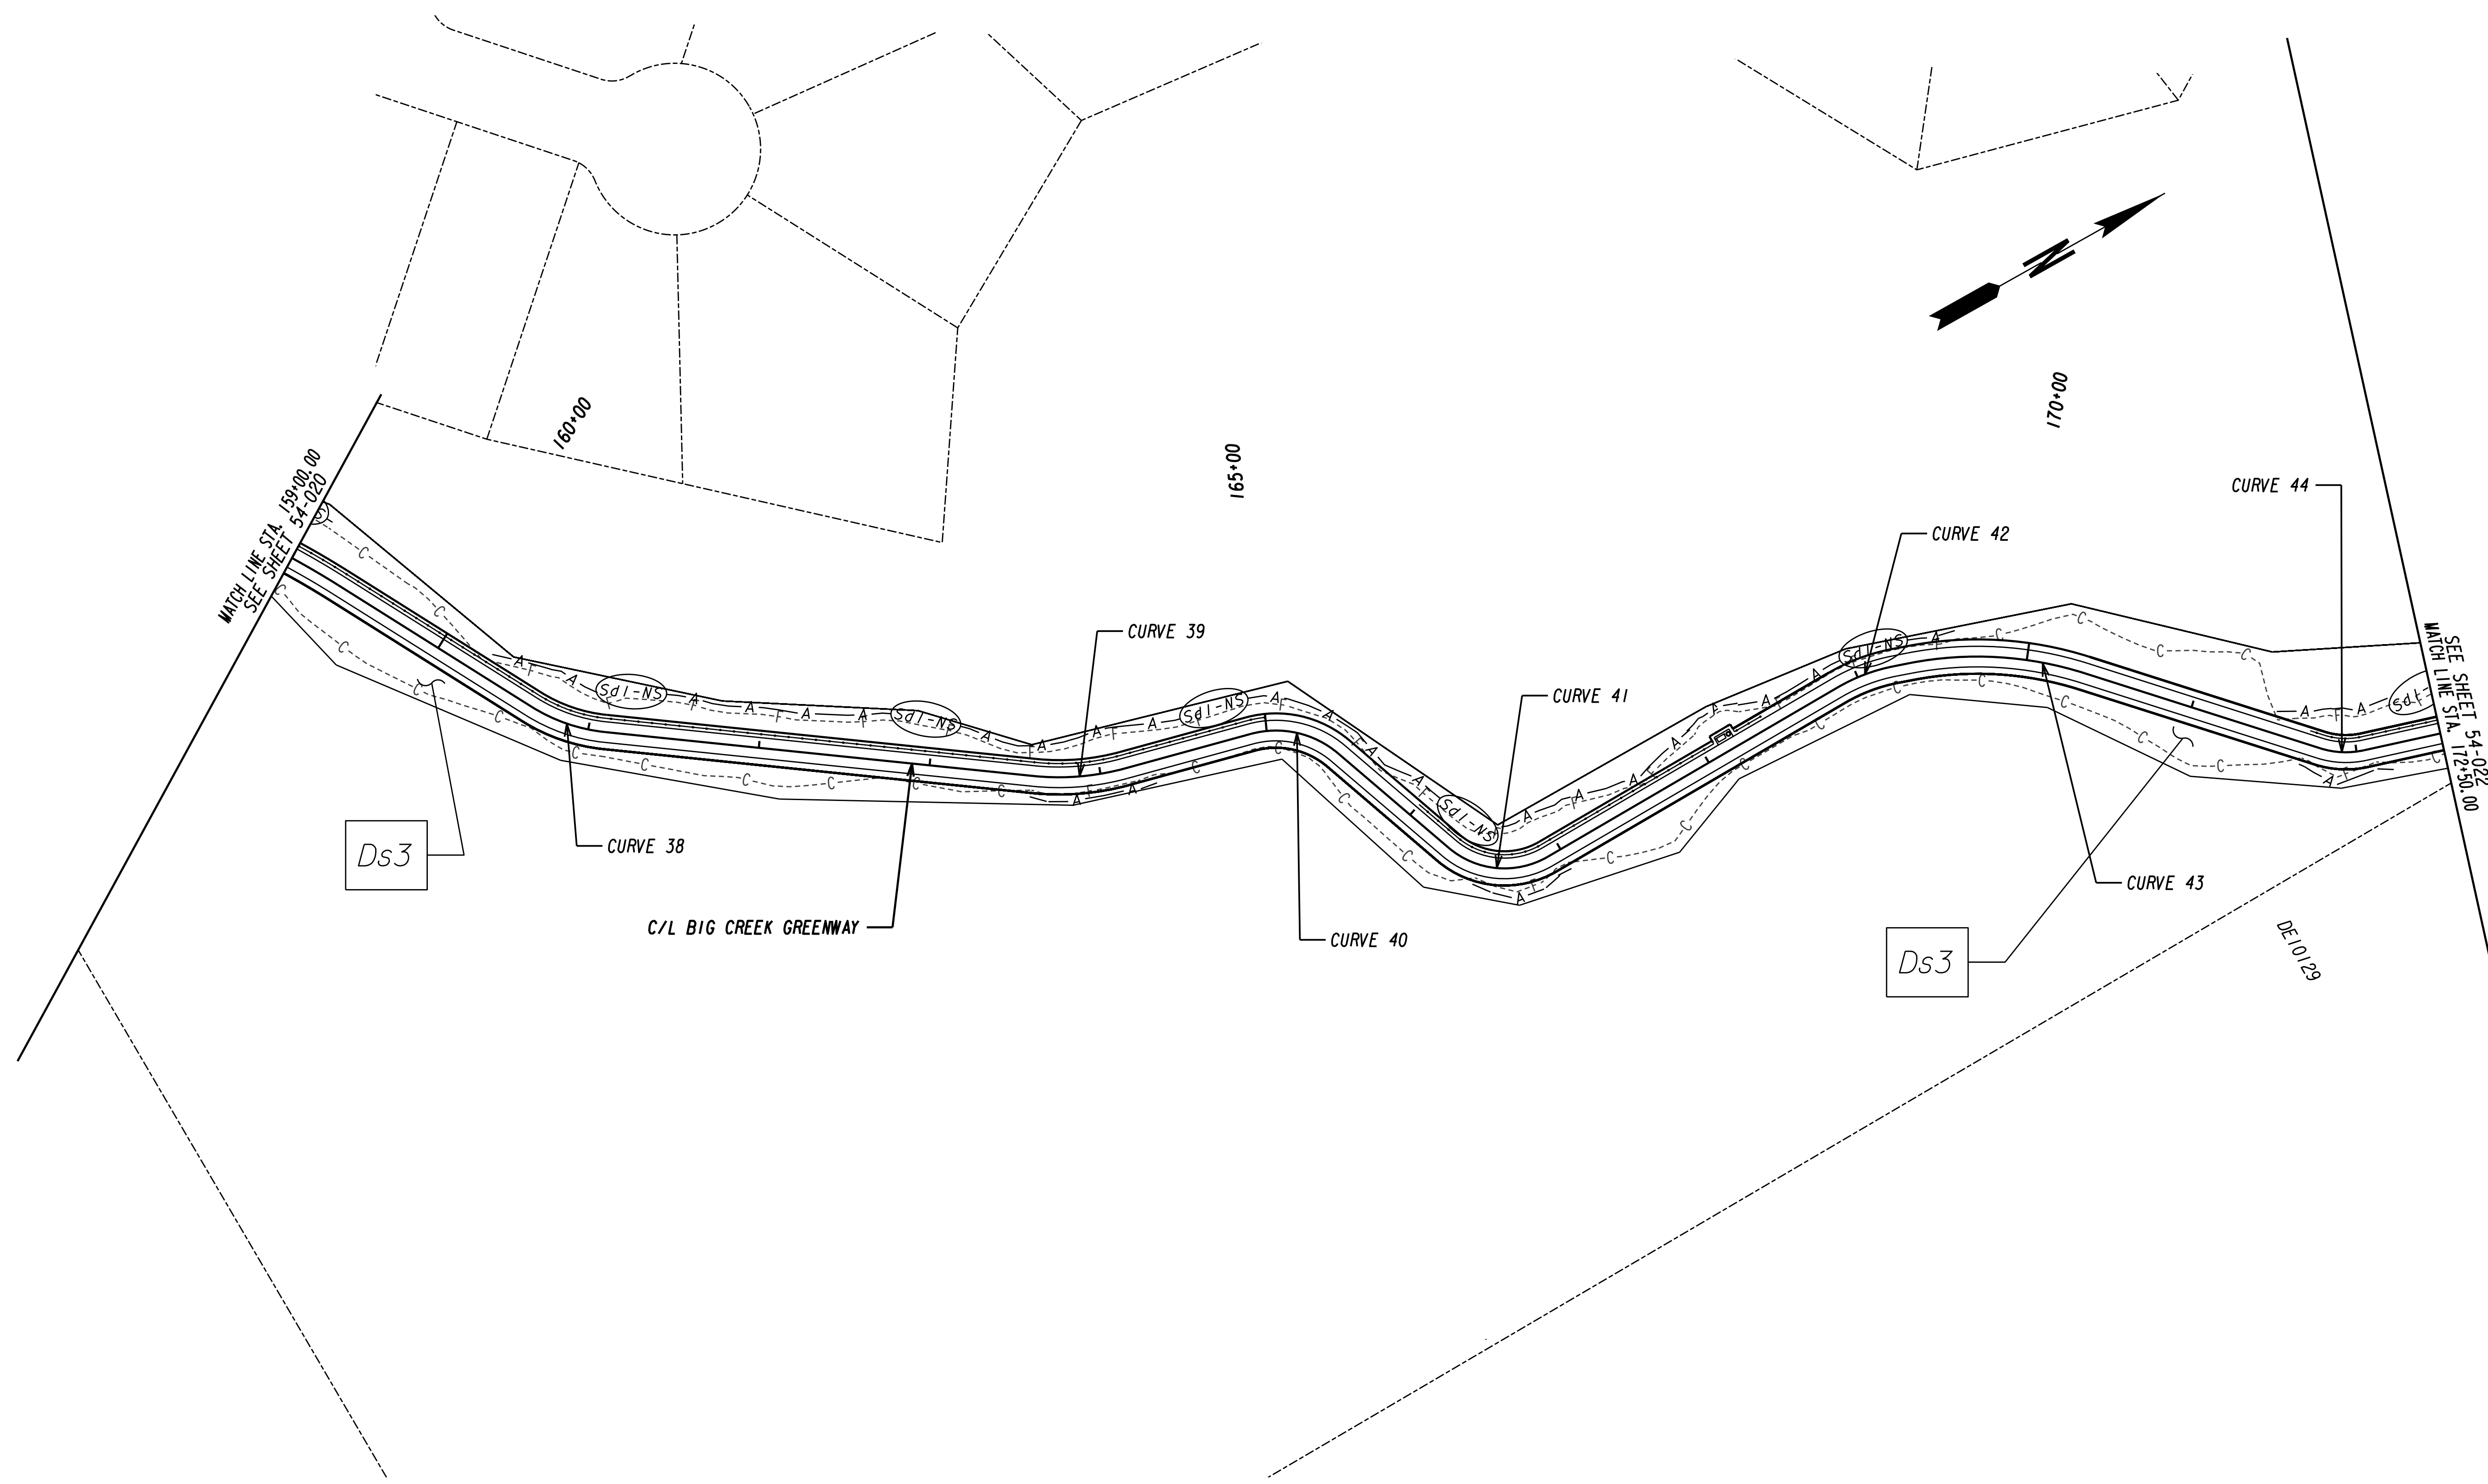 160+00
165+00
170+00
N
MATCH LINE STA. 159+00.00
SEE SHEET 54-020
CURVE 44
CURVE 42
CURVE 39
CURVE 41
SEE SHEET 54-022
MATCH LINE STA. 172+50.00
Sd1-NS
Sd1-NS
Sd1-NS
Sd1-NS
Sd1-NS
CURVE 38
Ds3
C/L BIG CREEK GREENWAY
CURVE 40
CURVE 43
Ds3
DE10129